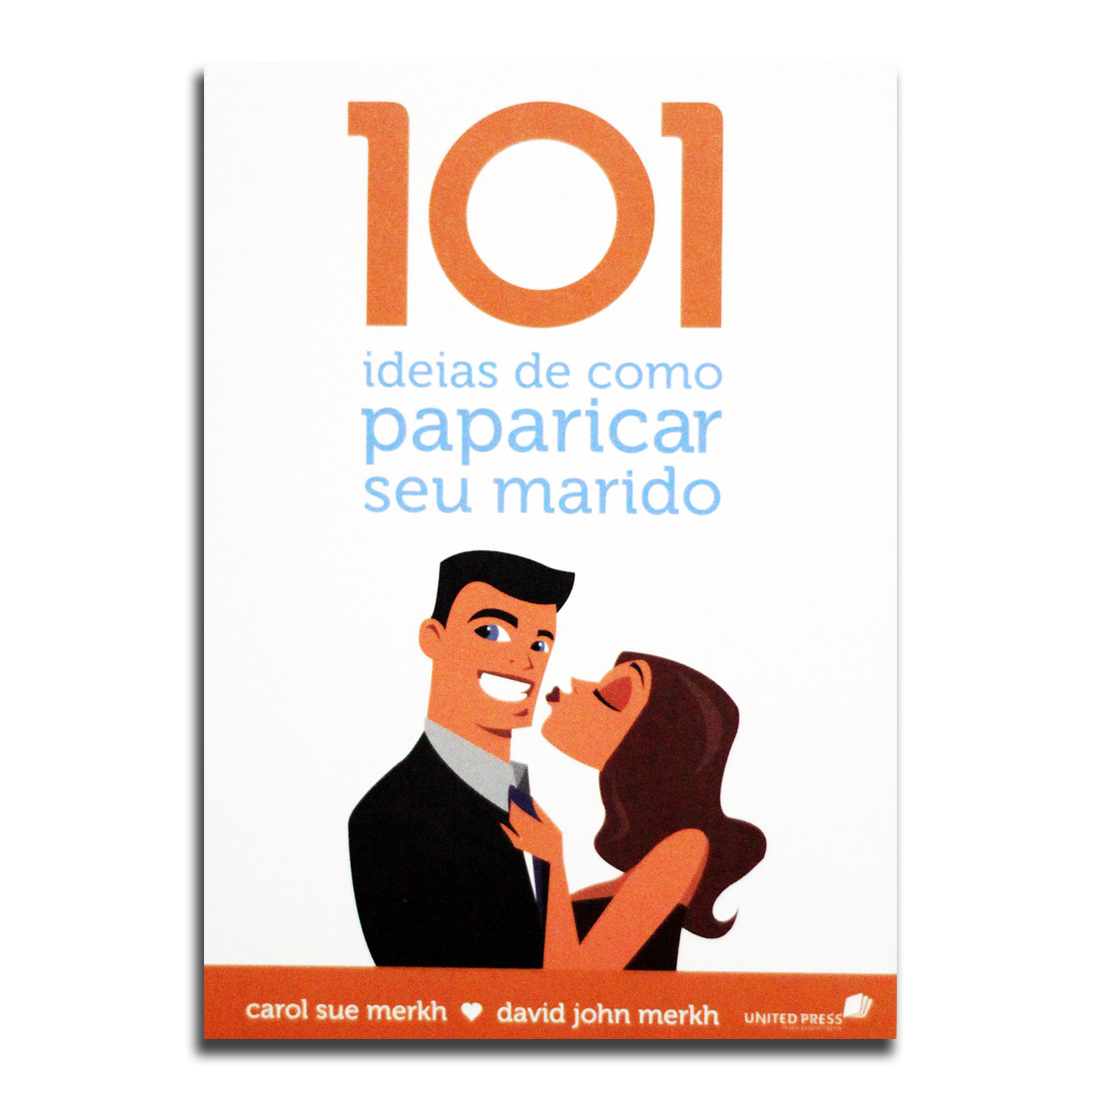 101
ideias de como
paparicar
seu marido
carol sue merkh ♥ david john merkh
UNITED PRESS